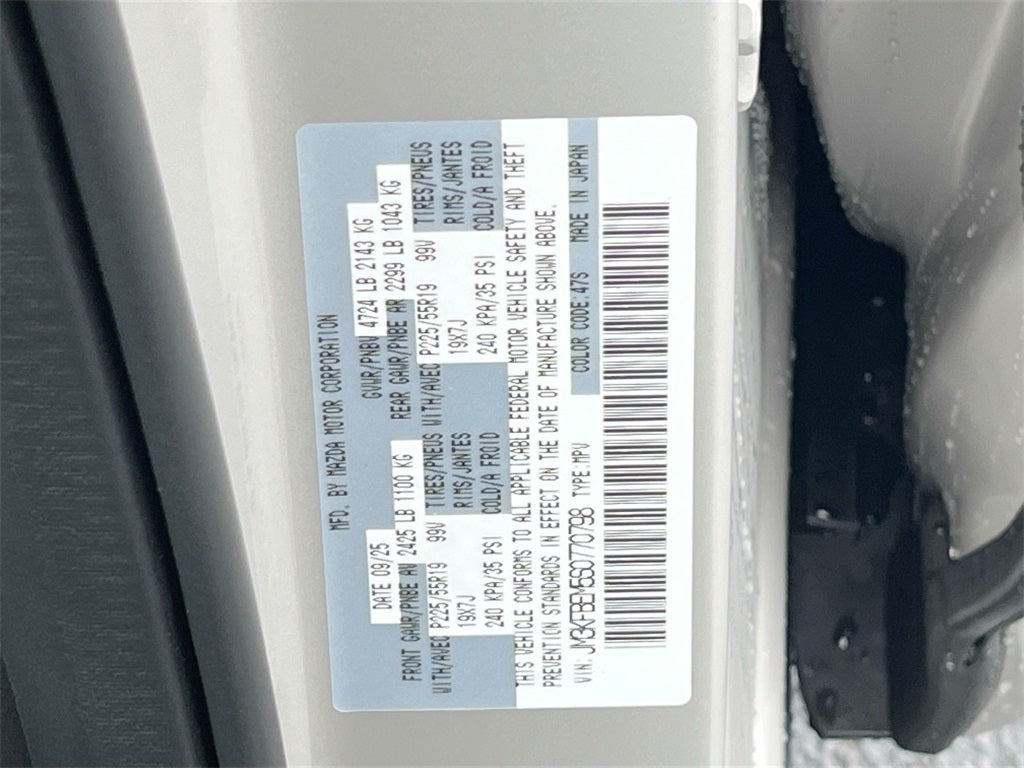 MFD. BY MAZDA MOTOR CORPORATION
DATE 09/25 GVWR/PNBV 4724 LB 2143 KG
FRONT GAWR/PNBE AV 2425 LB 1100 KG REAR GAWR/PNBE AR 2299 LB 1043 KG
WITH/AVEC P225/55R19 99V TIRES/PNEUS WITH/AVEC P225/55R19 99V TIRES/PNEUS
19X7J RIMS/JANTES 19X7J RIMS/JANTES
240 KPA/35 PSI COLD/A FROID 240 KPA/35 PSI COLD/A FROID
THIS VEHICLE CONFORMS TO ALL APPLICABLE FEDERAL MOTOR VEHICLE SAFETY AND THEFT
PREVENTION STANDARDS IN EFFECT ON THE DATE OF MANUFACTURE SHOWN ABOVE.
VIN: JM3KFBEM5S0770798 TYPE:MPV COLOR CODE:47S MADE IN JAPAN